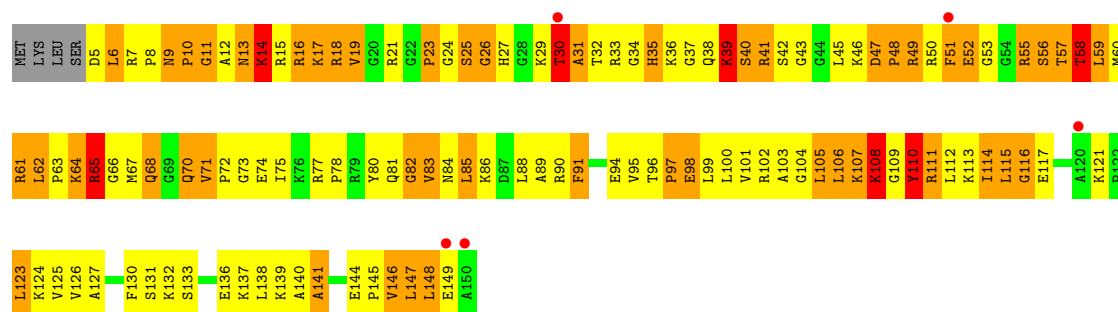 MET LYS LEU SER D5 L6 R7 P8 N9 P10 G11 A12 N13 K14 R15 R16 K17 R18 V19 G20 R21 G22 P23 G24 S25 G26 H27 G28 K29 T30 A31 T32 R33 G34 H35 K36 G37 Q38 K39 S40 R41 S42 G43 G44 L45 K46 D47 P48 R49 R50 F51 E52 G53 G54 R55 S56 T57 T58 L59 M60
R61 L62 P63 K64 R65 G66 M67 Q68 G69 Q70 V71 P72 G73 E74 I75 K76 R77 P78 R79 Y80 Q81 G82 V83 N84 L85 K86 D87 L88 A89 R90 F91 E94 V95 T96 P97 E98 L99 L100 V101 R102 A103 G104 L105 L106 K107 K108 G109 Y110 R111 L112 K113 I114 L115 G116 E117 A120 K121 P122
L123 K124 V125 V126 A127 F130 S131 K132 S133 E136 K137 L138 K139 A140 A141 E144 P145 V146 L147 L148 E149 A150